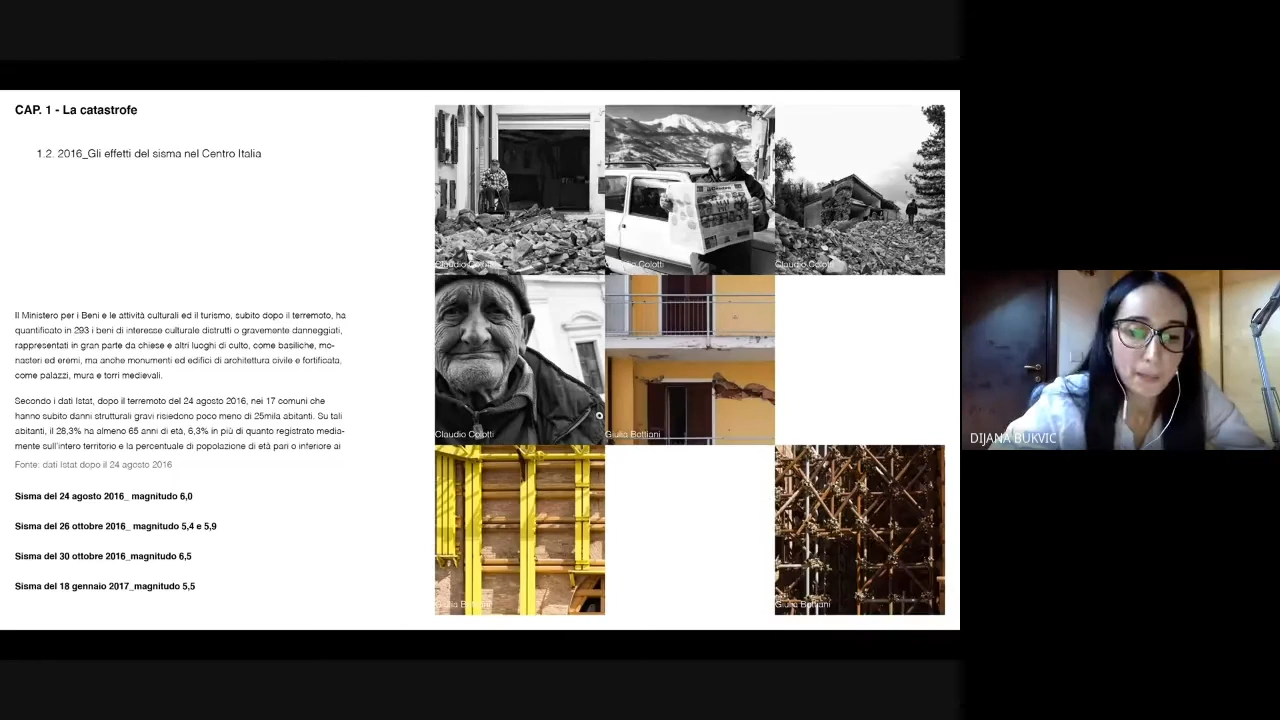 CAP. 1 - La catastrofe
1.2. 2016_Gli effetti del sisma nel Centro Italia
Il Ministero per i Beni e le attività culturali ed il turismo, subito dopo il terremoto, ha
quantificato in 293 i beni di interesse culturale distrutti o gravemente danneggiati,
rappresentati in gran parte da chiese e altri luoghi di culto, come basiliche, mo-
nasteri ed eremi, ma anche monumenti ed edifici di architettura civile e fortificata,
come palazzi, mura e torri medievali.
Secondo i dati Istat, dopo il terremoto del 24 agosto 2016, nei 17 comuni che
hanno subito danni strutturali gravi risiedono poco meno di 25mila abitanti. Su tali
abitanti, il 28,3% ha almeno 65 anni di età, 6,3% in più di quanto registrato media-
mente sull'intero territorio e la percentuale di popolazione di età pari o inferiore ai
Fonte: dati Istat dopo il 24 agosto 2016
Sisma del 24 agosto 2016_ magnitudo 6,0
Sisma del 26 ottobre 2016_ magnitudo 5,4 e 5,9
Sisma del 30 ottobre 2016_magnitudo 6,5
Sisma del 18 gennaio 2017_magnitudo 5,5
Claudio Colotti
Colotti
Claudio Colotti
Claudio Colotti
Giulia Bottiani
Giulia Bottiani
Giulia Bottiani
DIJANA BUKVIC